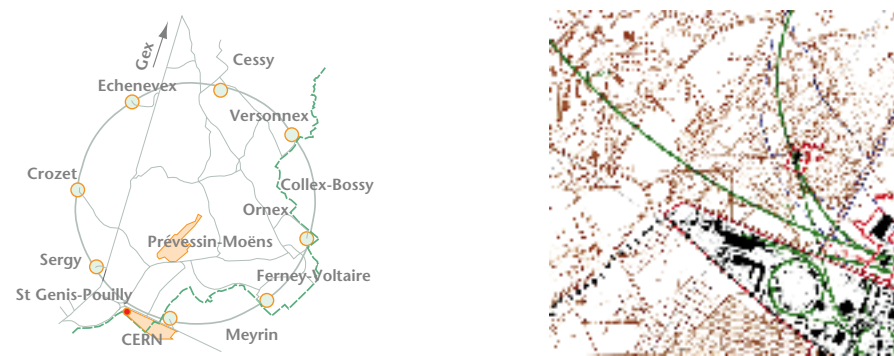 Gex
Cessy
Echenevex
Versonnex
Crozet
Collex-Bossy
Ornex
Prévessin-Moëns
Sergy
Ferney-Voltaire
St Genis-Pouilly
CERN
Meyrin